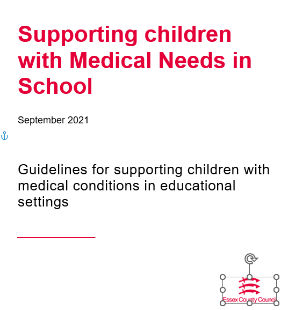 Supporting children
with Medical Needs in
School
September 2021
Guidelines for supporting children with
medical conditions in educational
settings
Essex County Council